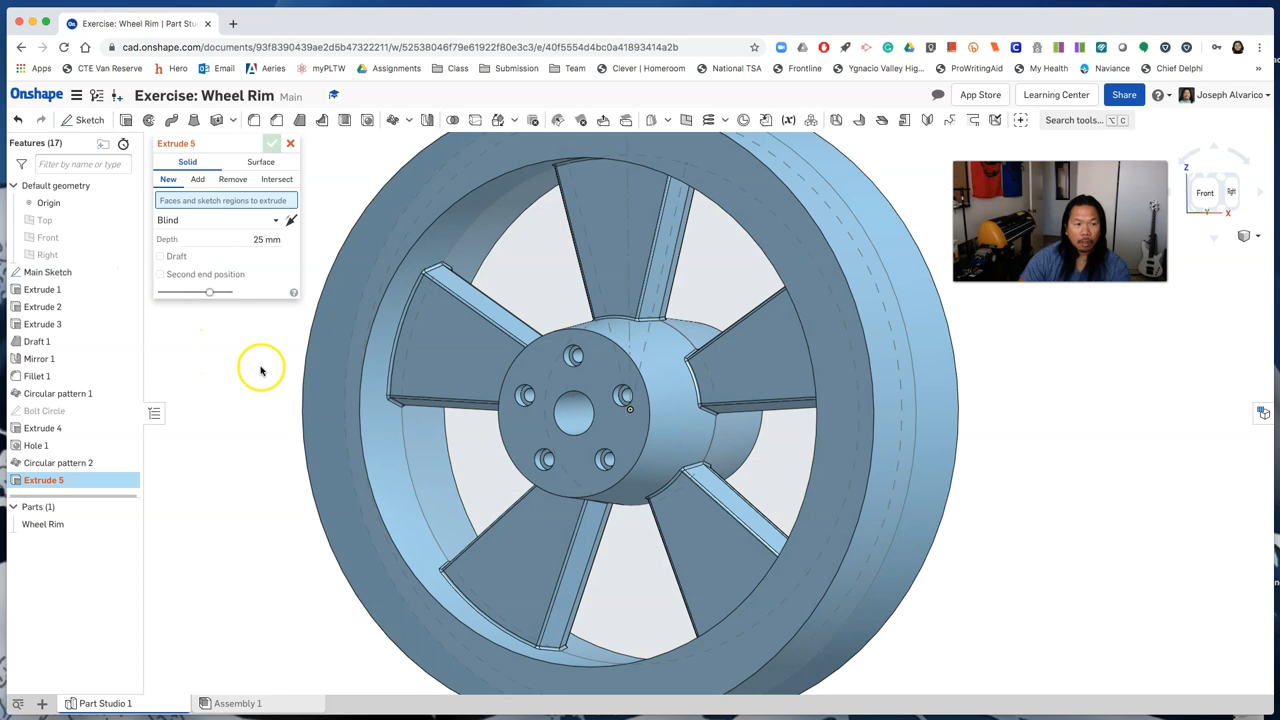 Exercise: Wheel Rim | Part Stu
cad.onshape.com/documents/93f8390439ae2d5b47322211/w/52538046f79e61922f80e3c3/e/40f5554d4bc0a41893414a2b
Apps CTE Van Reserve Hero Email Aeries myPLTW Assignments Class Submission Team Clever | Homeroom National TSA Frontline Ygnacio Valley Hig... ProWritingAid My Health Naviance Chief Delphi »
Onshape Exercise: Wheel Rim Main App Store Learning Center Share Joseph Alvarico
Sketch Search tools... ⌥ C
Features (17)
Filter by name or type
Default geometry
Origin
Top
Front
Right
Main Sketch
Extrude 1
Extrude 2
Extrude 3
Draft 1
Mirror 1
Fillet 1
Circular pattern 1
Bolt Circle
Extrude 4
Hole 1
Circular pattern 2
Extrude 5
Parts (1)
Wheel Rim
Extrude 5
Solid Surface
New Add Remove Intersect
Faces and sketch regions to extrude
Blind
Depth 25 mm
Draft
Second end position
Z
Front Right
Y X
Part Studio 1 Assembly 1